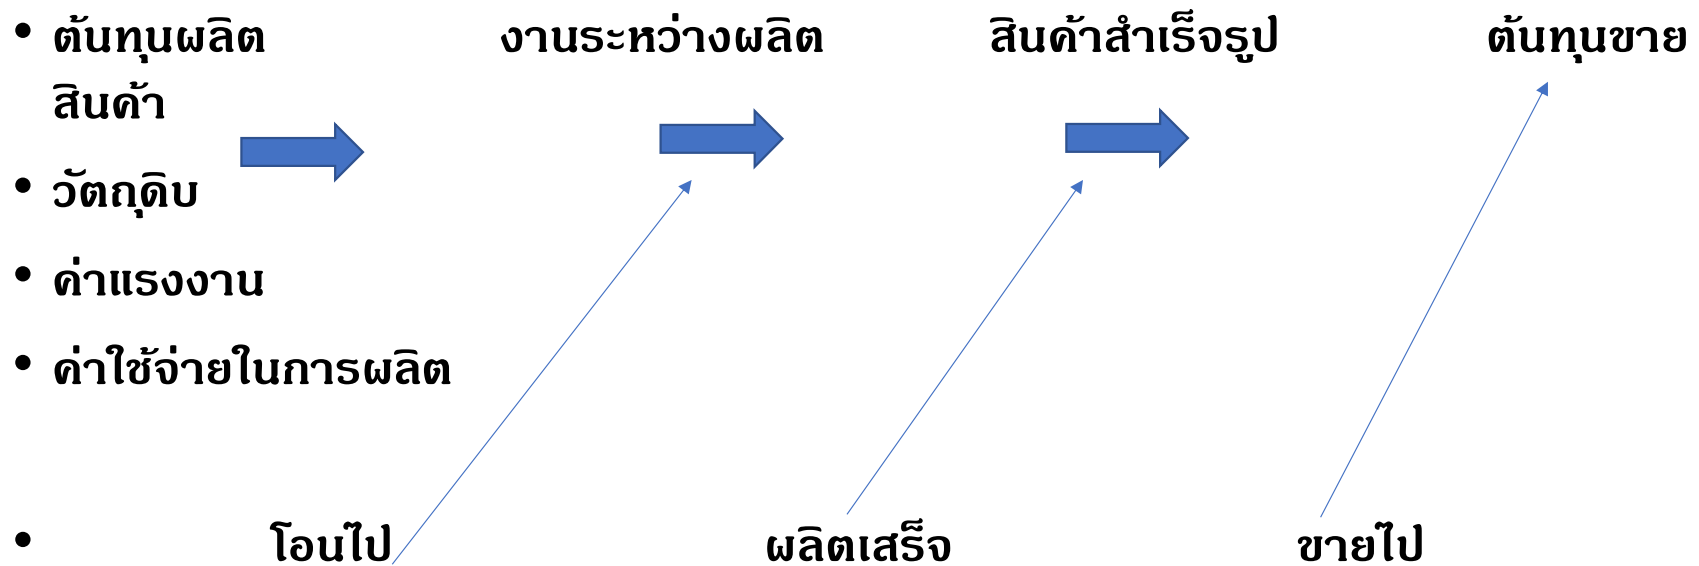 • ต้นทุนผลิต งานระหว่างผลิต สินค้าสำเร็จรูป ต้นทุนขาย
สินค้า
• วัตถุดิบ
• ค่าแรงงาน
• ค่าใช้จ่ายในการผลิต
• โอนไป ผลิตเสร็จ ขายไป